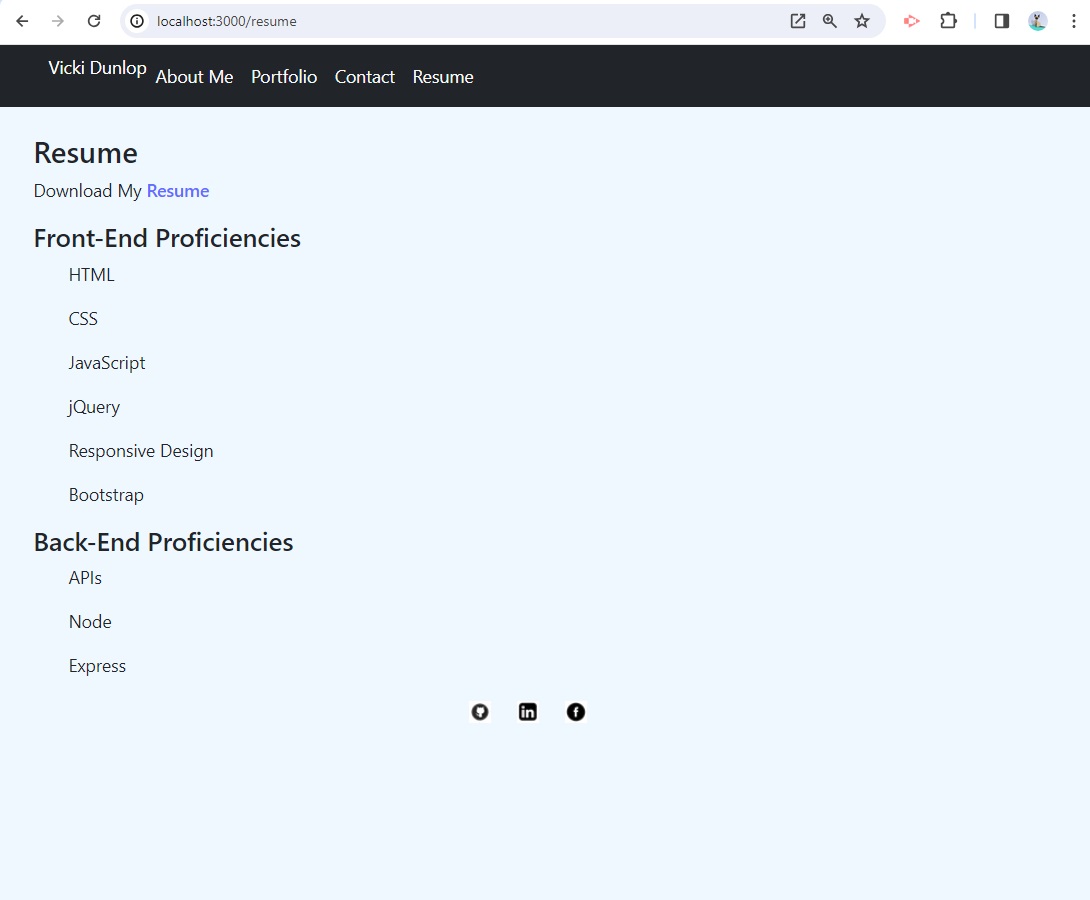 localhost:3000/resume
Vicki Dunlop About Me Portfolio Contact Resume
Resume
Download My Resume
Front-End Proficiencies
HTML
CSS
JavaScript
jQuery
Responsive Design
Bootstrap
Back-End Proficiencies
APIs
Node
Express
in f